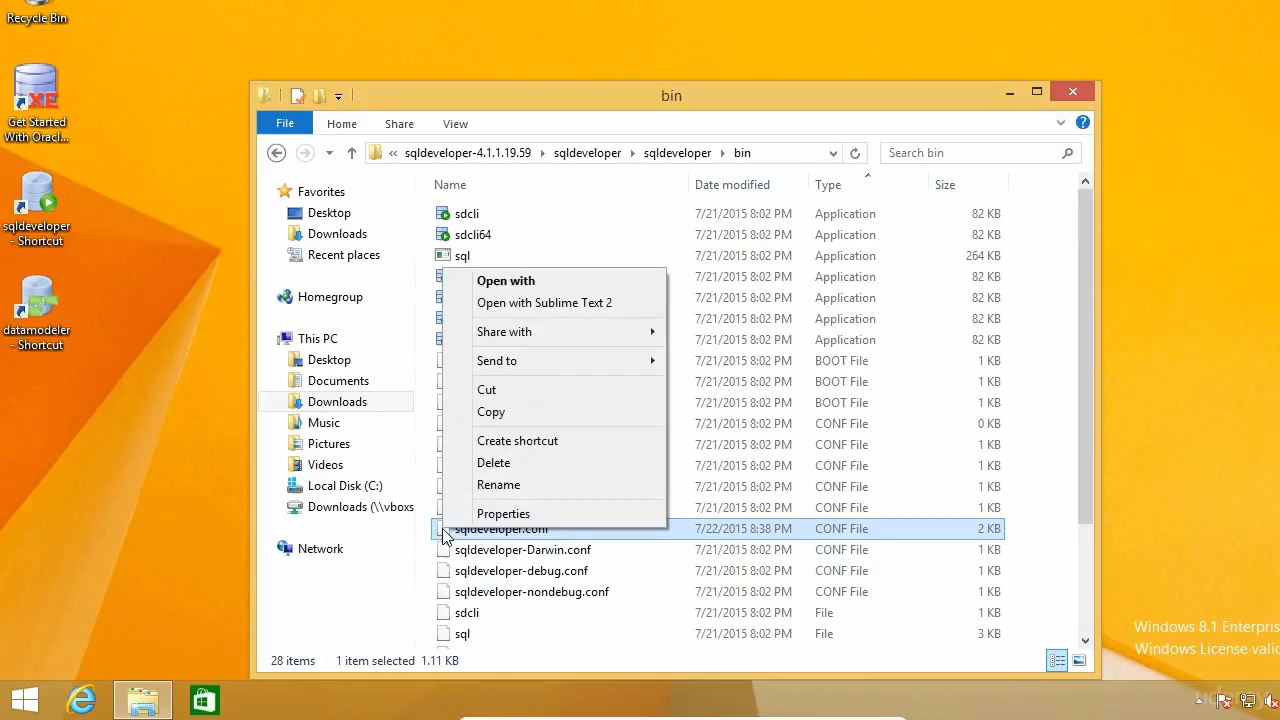 Recycle Bin
Get Started
With Oracl...
sqldeveloper
- Shortcut
datamodeler
- Shortcut
bin
File Home Share View
« sqldeveloper-4.1.1.19.59 sqldeveloper sqldeveloper bin
Search bin
Favorites
Desktop
Downloads
Recent places
Homegroup
This PC
Desktop
Documents
Downloads
Music
Pictures
Videos
Local Disk (C:)
Downloads (\\vboxs
Network
Name Date modified Type Size
sdcli 7/21/2015 8:02 PM Application 82 KB
sdcli64 7/21/2015 8:02 PM Application 82 KB
sql 7/21/2015 8:02 PM Application 264 KB
7/21/2015 8:02 PM Application 82 KB
7/21/2015 8:02 PM Application 82 KB
7/21/2015 8:02 PM Application 82 KB
7/21/2015 8:02 PM Application 82 KB
7/21/2015 8:02 PM BOOT File 1 KB
7/21/2015 8:02 PM BOOT File 1 KB
7/21/2015 8:02 PM BOOT File 1 KB
7/21/2015 8:02 PM CONF File 0 KB
7/21/2015 8:02 PM CONF File 1 KB
7/21/2015 8:02 PM CONF File 1 KB
7/21/2015 8:02 PM CONF File 1 KB
7/21/2015 8:02 PM CONF File 1 KB
sqldeveloper.conf 7/22/2015 8:38 PM CONF File 2 KB
sqldeveloper-Darwin.conf 7/21/2015 8:02 PM CONF File 1 KB
sqldeveloper-debug.conf 7/21/2015 8:02 PM CONF File 1 KB
sqldeveloper-nondebug.conf 7/21/2015 8:02 PM CONF File 1 KB
sdcli 7/21/2015 8:02 PM File 1 KB
sql 7/21/2015 8:02 PM File 3 KB
Open with
Open with Sublime Text 2
Share with
Send to
Cut
Copy
Create shortcut
Delete
Rename
Properties
28 items 1 item selected 1.11 KB
Windows 8.1 Enterpris
Windows License valid